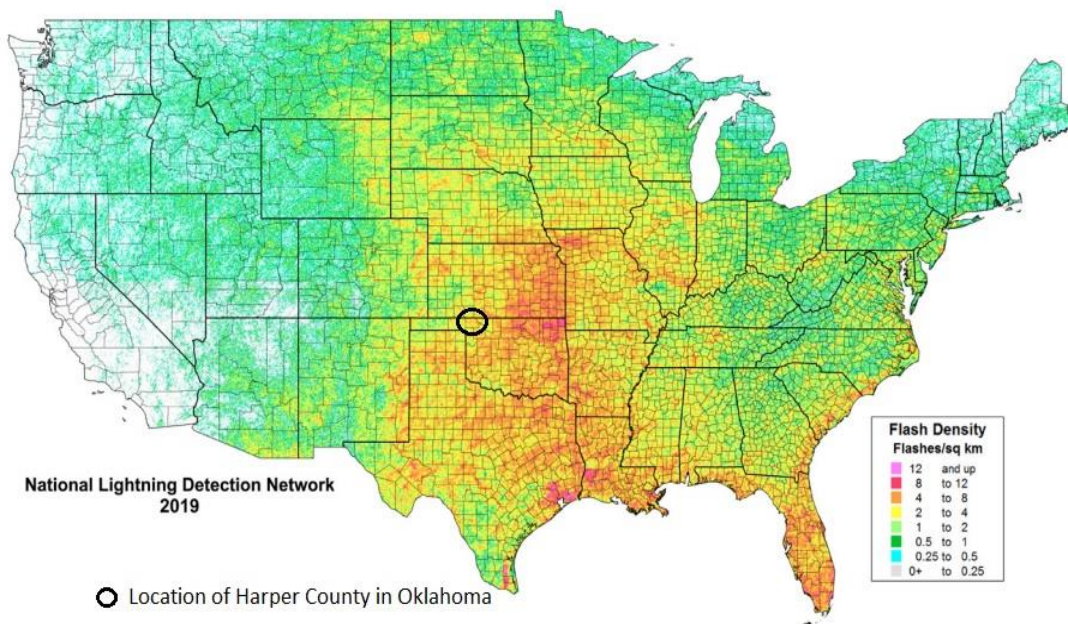 National Lightning Detection Network
2019
Location of Harper County in Oklahoma
Flash Density
Flashes/sq km
12 and up
8 to 12
4 to 8
2 to 4
1 to 2
0.5 to 1
0.25 to 0.5
0+ to 0.25